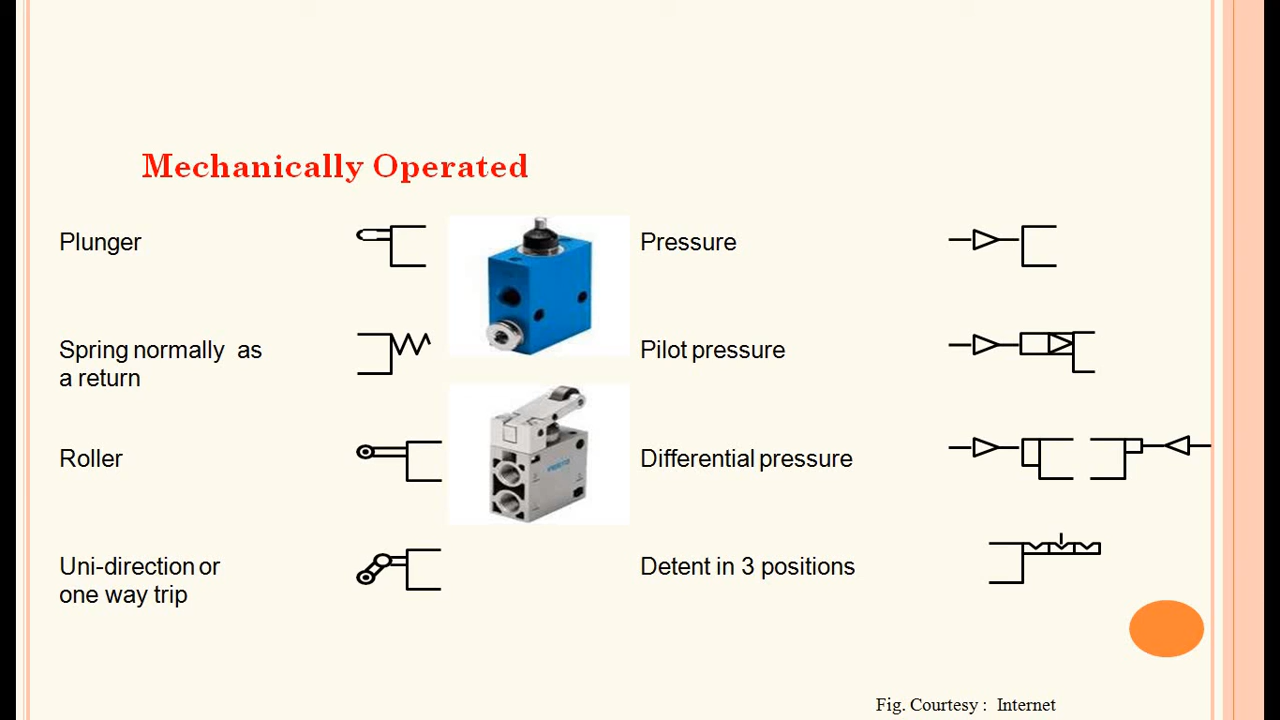 Mechanically Operated
Plunger
Spring normally as
a return
Roller
Uni-direction or
one way trip
Pressure
Pilot pressure
Differential pressure
Detent in 3 positions
Fig. Courtesy : Internet